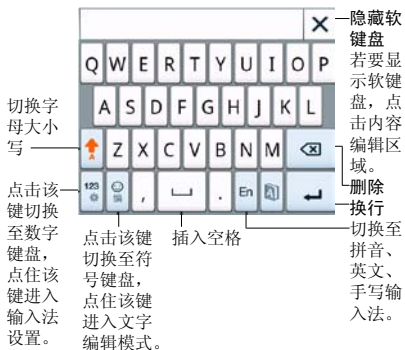 隐藏软
键盘
若要显
示软键
盘，点
击内容
编辑区
域。
Q W E R T Y U I O P
A S D F G H J K L
切换字
母大小
写
Z X C V B N M
删除
123
,
.
En
换行
点击该
键切换
至数字
键盘，
点住该
键进入
输入法
设置。
点击该键
切换至符
号键盘，
点住该键
进入文字
编辑模式。
插入空格
切换至
拼音、
英文、
手写输
入法。